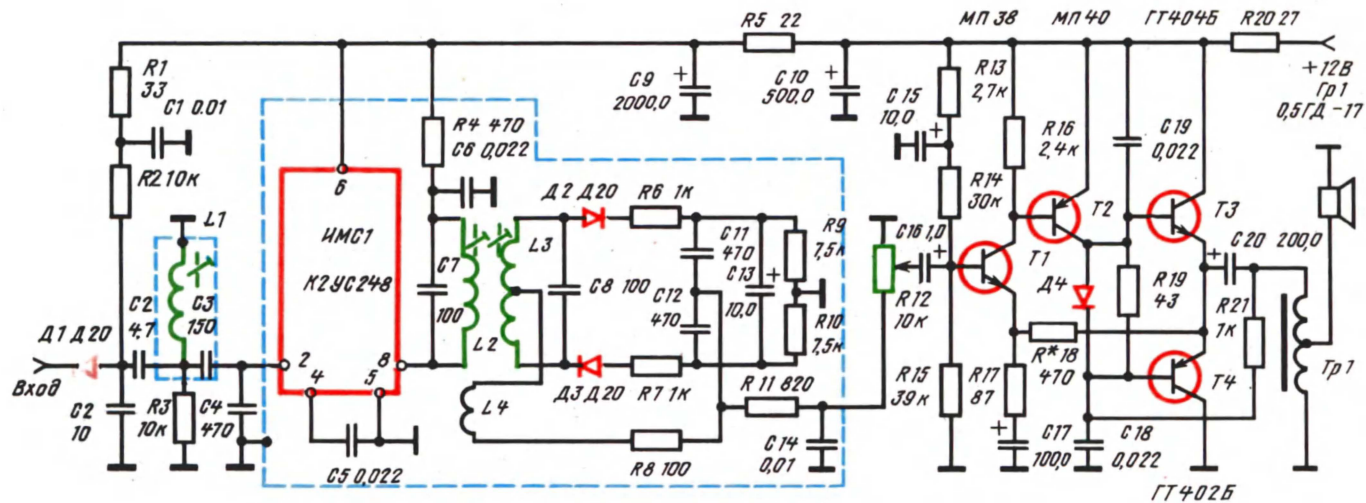 R5 22
МП 38
МП 40
ГТ404Б
R20 27
R1
33
C1 0.01
C9
2000,0
C10
500,0
C15
10,0
R13
2,7к
+12В
Гр1
0,5ГД-17
R4 470
C6 0,022
R16
2,4к
C19
0,022
R2 10к
6
R14
30к
Т2
Т3
L1
ИМС1
К2УС248
Д2 Д20
R6 1к
L3
C11
470
R9
7,5к
C16 1,0
C20 200,0
C7
100
C8 100
C13
10,0
Т1
Д4
R19
43
R21
1к
C2
4,7
C3
150
C12
470
R10
7,5к
R12
10к
Д1 Д20
Вход
2
8
4
5
L2
Д3 Д20
R7 1к
R*18
470
Т4
Тр1
C2
10
R3
10к
C4
470
L4
R11 820
R15
39к
R17
87
C5 0,022
R8 100
C14
0,01
C17
100,0
C18
0,022
ГТ402Б